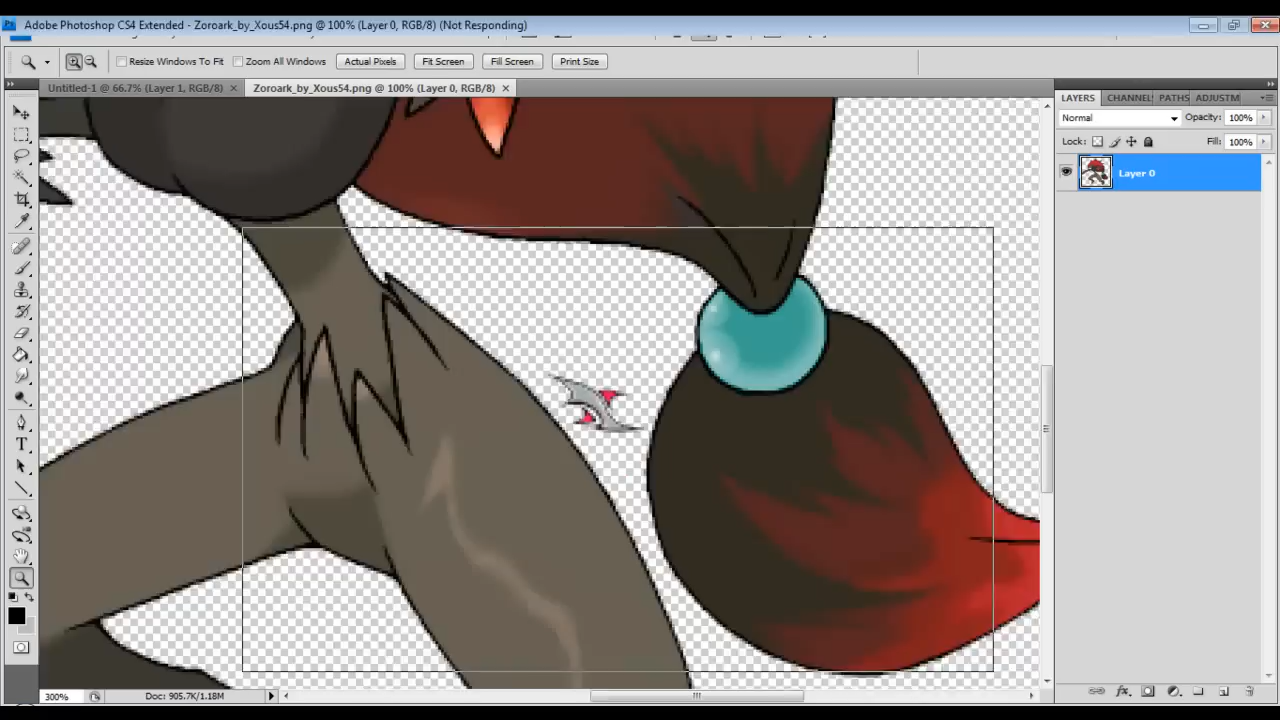 Adobe Photoshop CS4 Extended - Zoroark_by_Xous54.png @ 100% (Layer 0, RGB/8) (Not Responding)
Resize Windows To Fit Zoom All Windows Actual Pixels Fit Screen Fill Screen Print Size
Untitled-1 @ 66.7% (Layer 1, RGB/8) Zoroark_by_Xous54.png @ 100% (Layer 0, RGB/8)
LAYERS CHANNEL PATHS ADJUSTM
Normal Opacity: 100%
Lock: Fill: 100%
Layer 0
300% Doc: 905.7K/1.18M